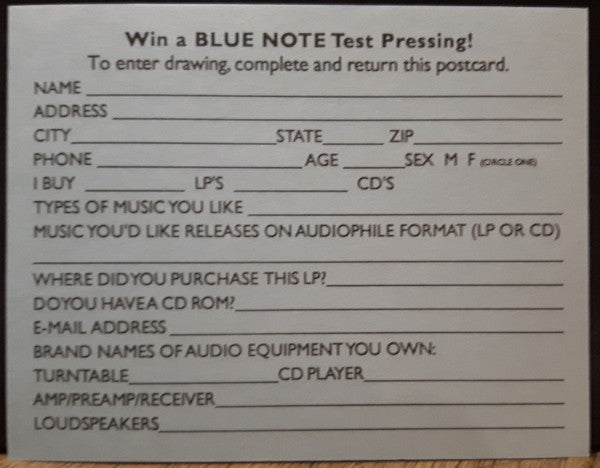 Win a BLUE NOTE Test Pressing!
To enter drawing, complete and return this postcard.
NAME
ADDRESS
CITY STATE ZIP
PHONE AGE SEX M F (CIRCLE ONE)
I BUY LP'S CD'S
TYPES OF MUSIC YOU LIKE
MUSIC YOU'D LIKE RELEASES ON AUDIOPHILE FORMAT (LP OR CD)
WHERE DID YOU PURCHASE THIS LP?
DO YOU HAVE A CD ROM?
E-MAIL ADDRESS
BRAND NAMES OF AUDIO EQUIPMENT YOU OWN:
TURNTABLE CD PLAYER
AMP/PREAMP/RECEIVER
LOUDSPEAKERS